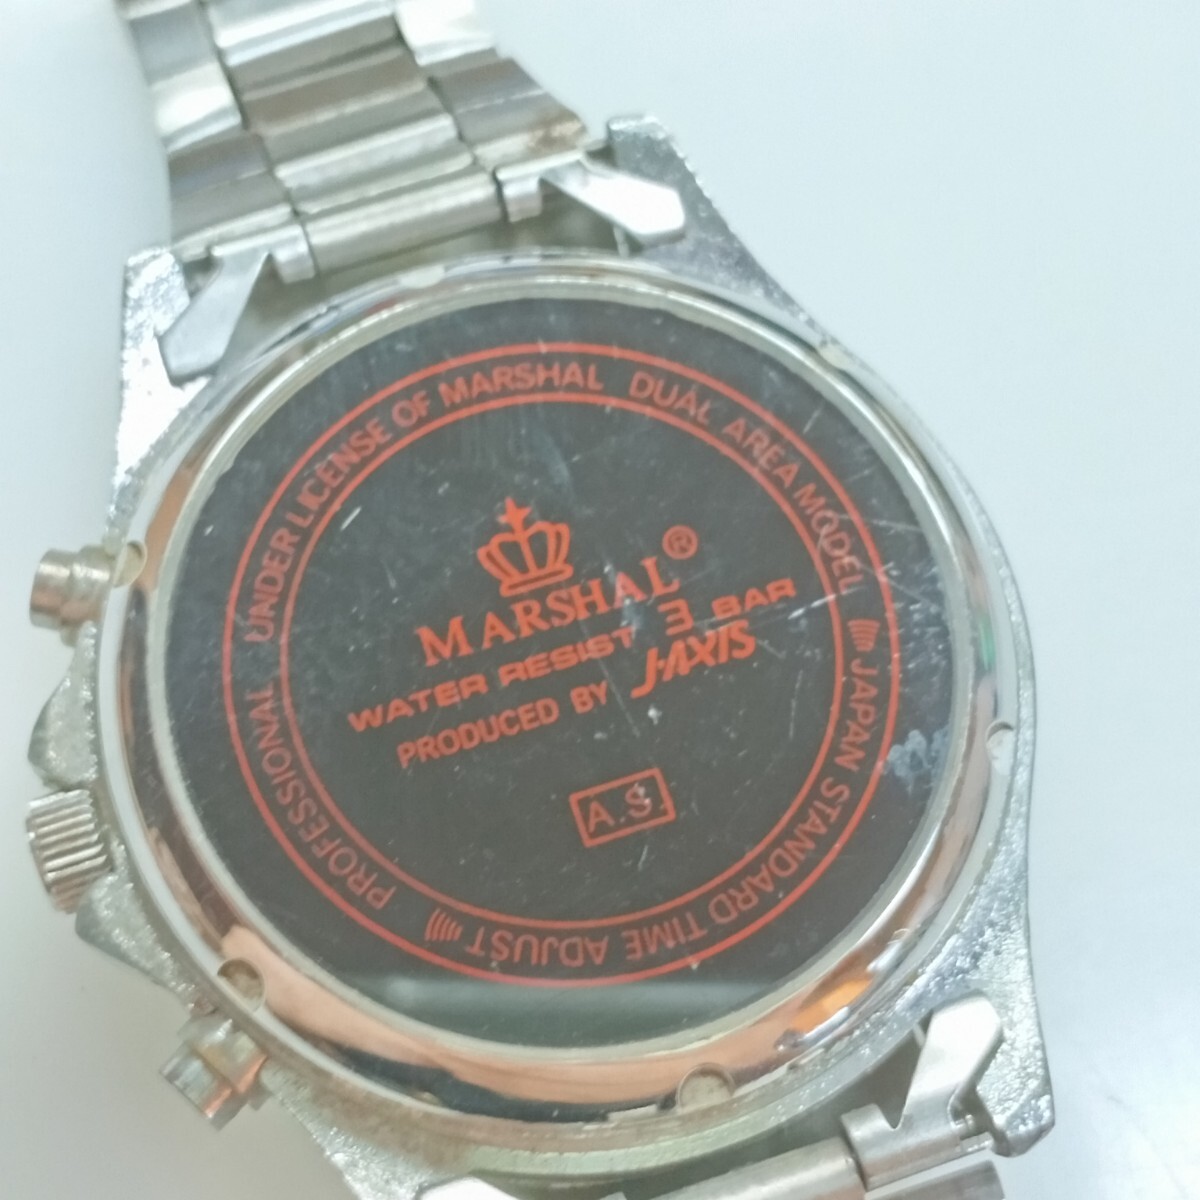 PROFESSIONAL UNDER LICENSE OF MARSHAL DUAL AREA MODEL
JAPAN STANDARD TIME ADJUST
MARSHAL®
WATER RESIST 3 BAR
PRODUCED BY J-AXIS
A.S.